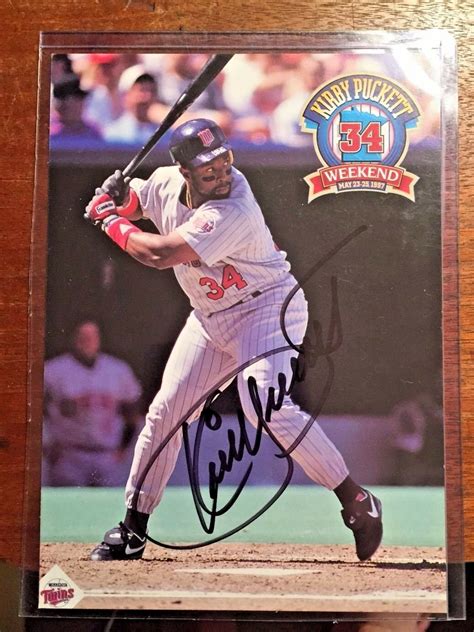 KIRBY PUCKETT
34
WEEKEND
MAY 23-25, 1997
34
Twins